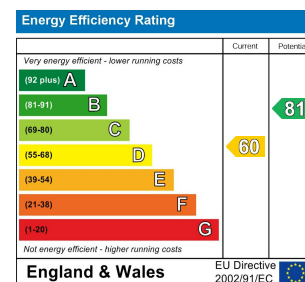 Energy Efficiency Rating
Current Potentia
Very energy efficient - lower running costs
(92 plus) A
(81-91) B
81
(69-80) C
(55-68) D
60
(39-54) E
(21-38) F
(1-20) G
Not energy efficient - higher running costs
England & Wales
EU Directive
2002/91/EC